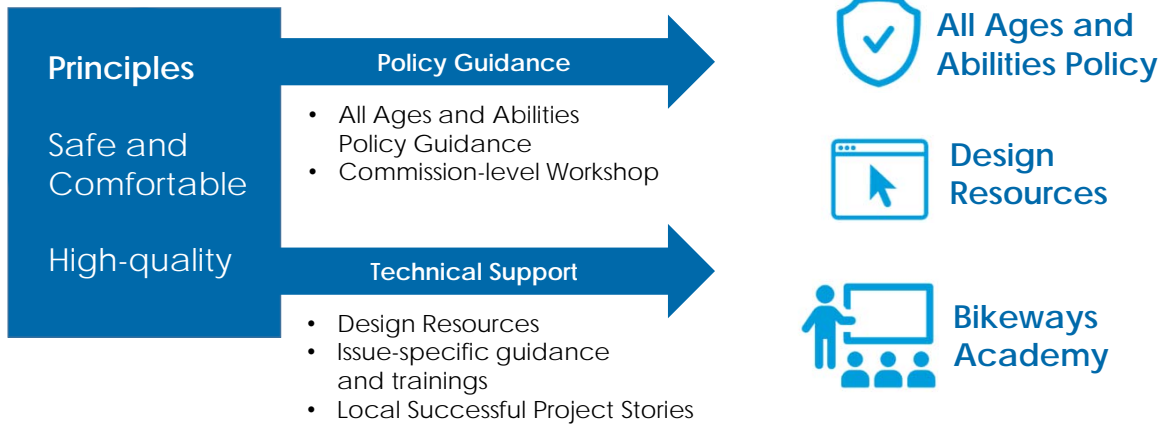 Principles
Safe and
Comfortable
High-quality
Policy Guidance
• All Ages and Abilities
Policy Guidance
• Commission-level Workshop
Technical Support
• Design Resources
• Issue-specific guidance
and trainings
• Local Successful Project Stories
All Ages and
Abilities Policy
Design
Resources
Bikeways
Academy